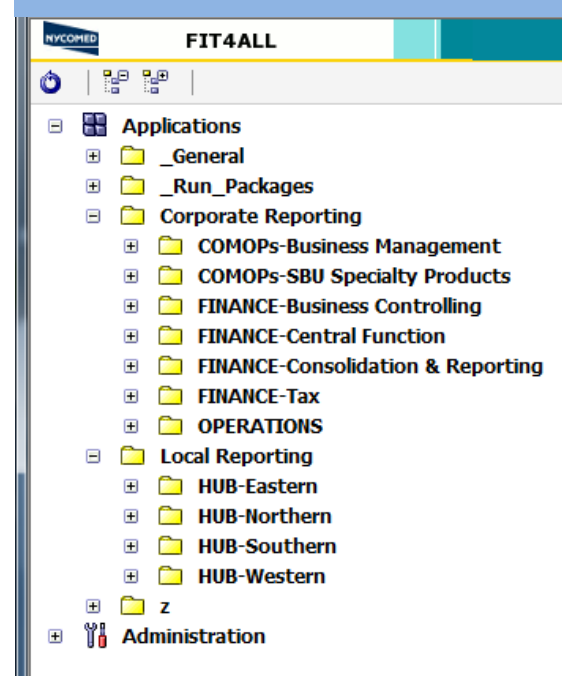 NYCOMED
FIT4ALL
Applications
_General
_Run_Packages
Corporate Reporting
COMOPs-Business Management
COMOPs-SBU Specialty Products
FINANCE-Business Controlling
FINANCE-Central Function
FINANCE-Consolidation & Reporting
FINANCE-Tax
OPERATIONS
Local Reporting
HUB-Eastern
HUB-Northern
HUB-Southern
HUB-Western
z
Administration